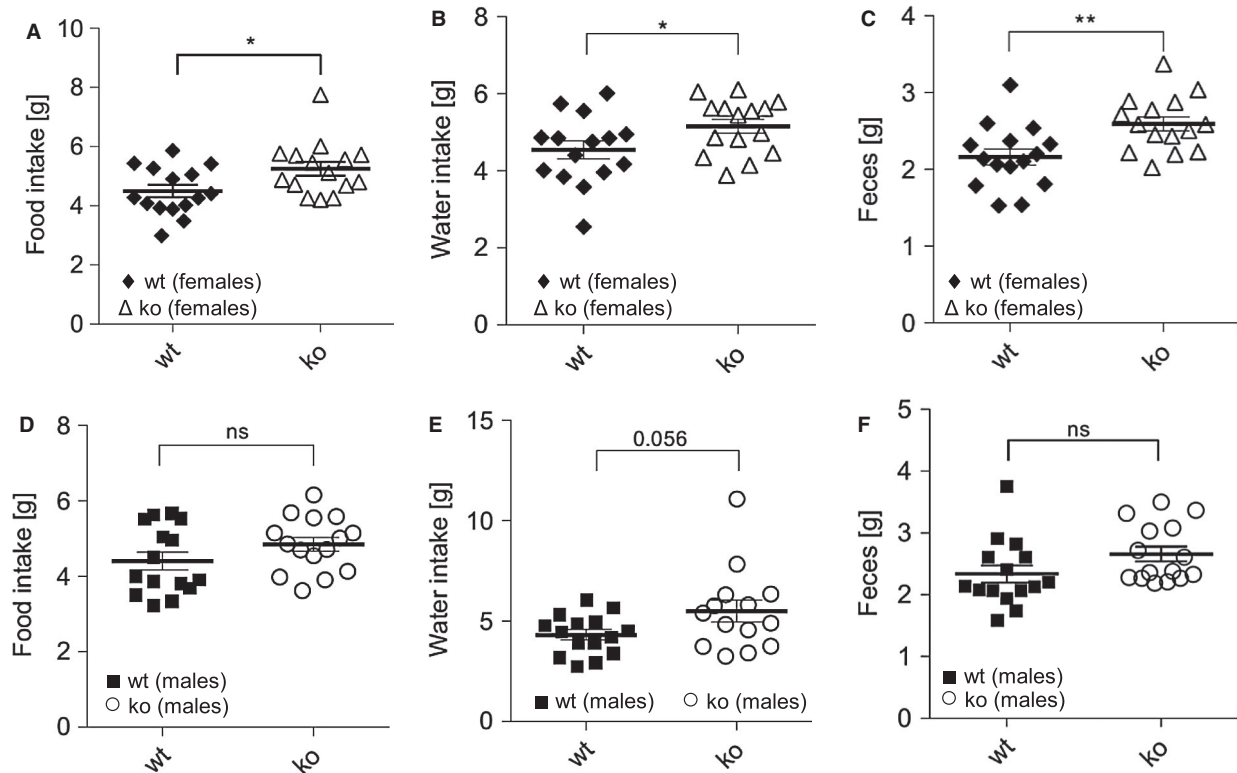 A
Food intake [g]
10
8
6
4
2
0
*
wt (females)
ko (females)
wt
ko
B
Water intake [g]
8
6
4
2
0
*
wt (females)
ko (females)
wt
ko
C
Feces [g]
4
3
2
1
0
**
wt (females)
ko (females)
wt
ko
D
Food intake [g]
8
6
4
2
0
ns
wt (males)
ko (males)
wt
ko
E
Water intake [g]
15
10
5
0
0.056
wt (males) ko (males)
wt
ko
F
Feces [g]
5
4
3
2
1
0
ns
wt (males)
ko (males)
wt
ko